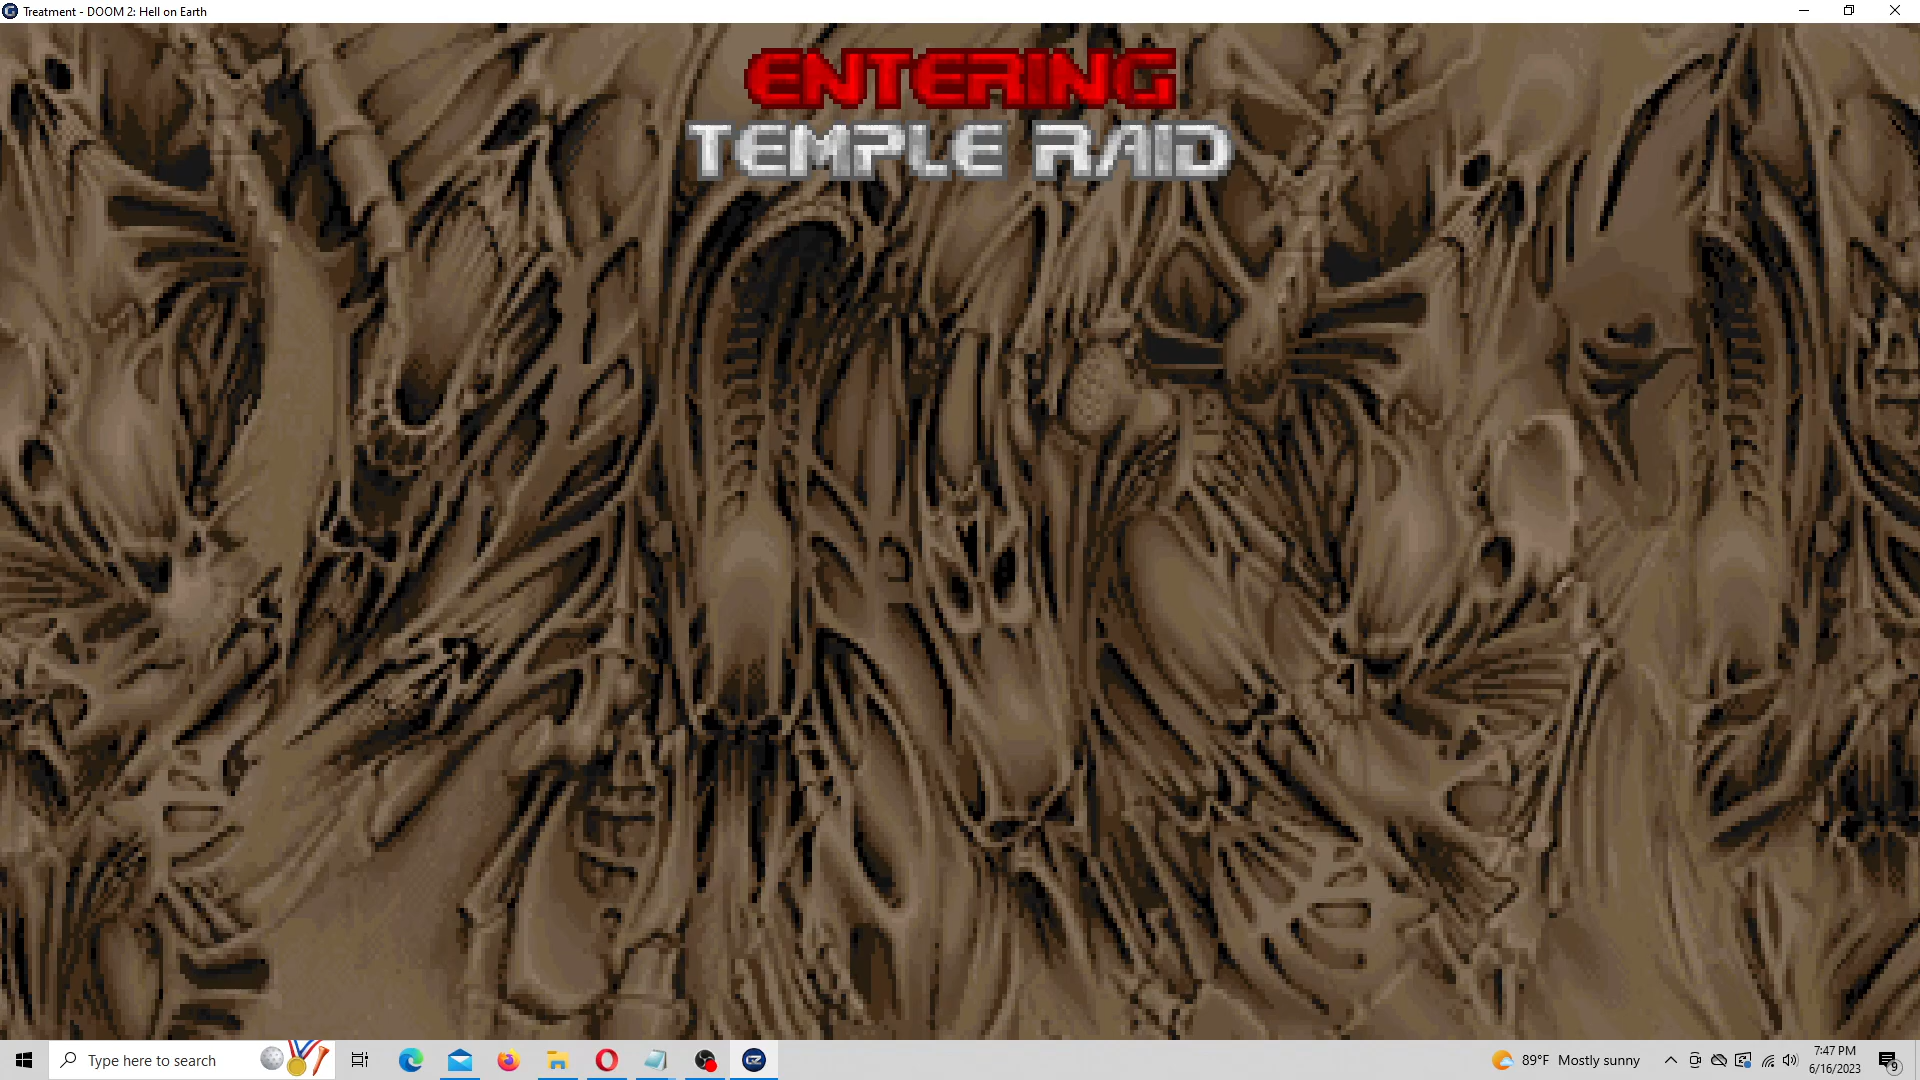 Treatment - DOOM 2: Hell on Earth
ENTERING
TEMPLE RAID
Type here to search
89°F Mostly sunny
7:47 PM
6/16/2023
9